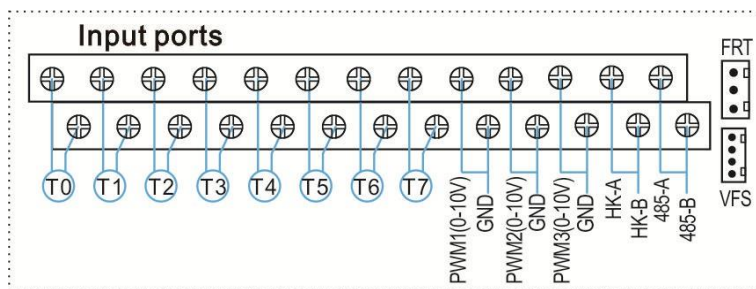 Input ports
FRT
T0 T1 T2 T3 T4 T5 T6 T7
PWM1(0-10V)
GND
PWM2(0-10V)
GND
PWM3(0-10V)
GND
HK-A
HK-B
485-A
485-B
VFS